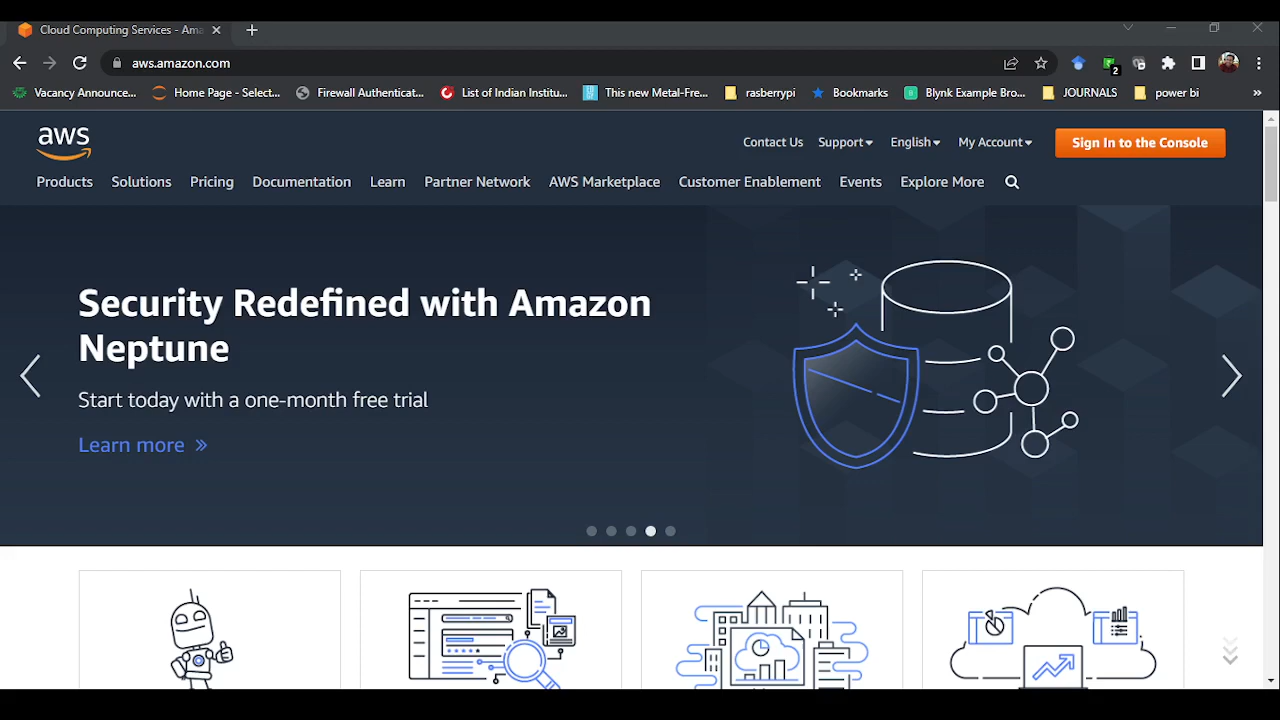 Cloud Computing Services - Ama
aws.amazon.com
2
Vacancy Announce...
Home Page - Select...
Firewall Authenticat...
List of Indian Institu...
This new Metal-Fre...
rasberrypi
Bookmarks
Blynk Example Bro...
JOURNALS
power bi
aws
Contact Us
Support
English
My Account
Sign In to the Console
Products
Solutions
Pricing
Documentation
Learn
Partner Network
AWS Marketplace
Customer Enablement
Events
Explore More
Security Redefined with Amazon
Neptune
Start today with a one-month free trial
Learn more »